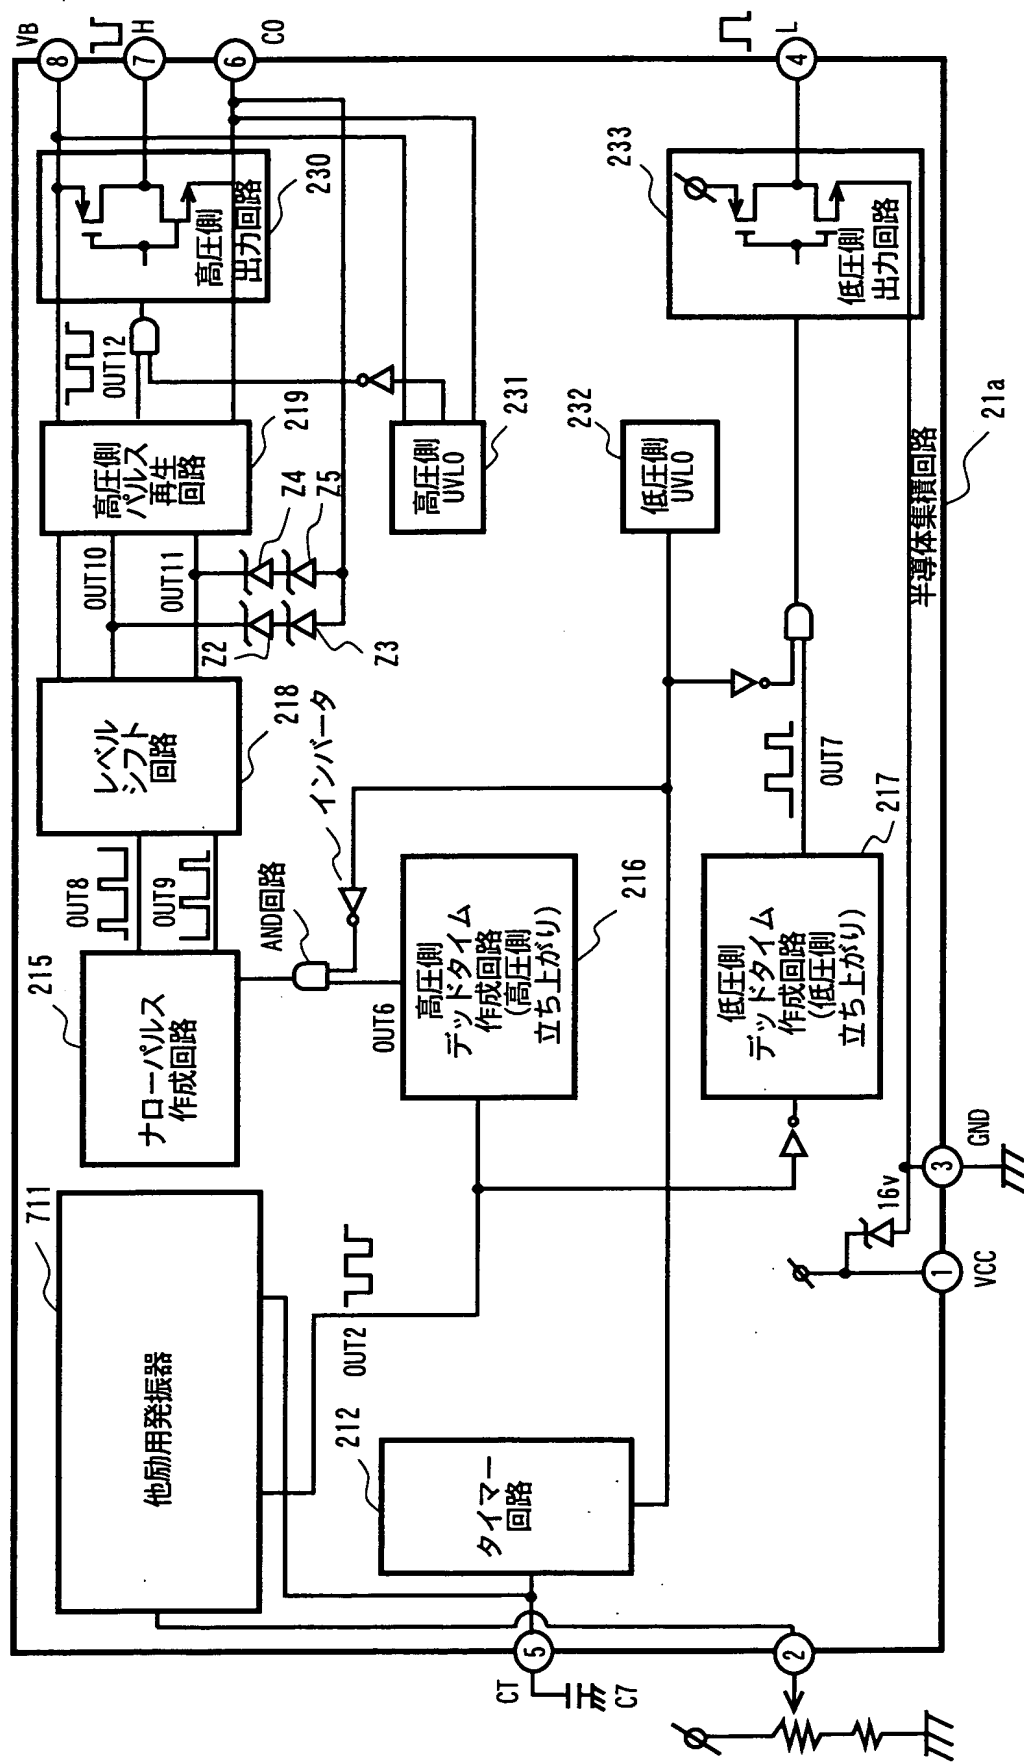 711
他励用発振器
215
ナローパルス
作成回路
OUT8
OUT9
レベル
シフト
回路
218
OUT10
OUT11
高圧側
パルス
再生
回路
219
OUT12
高圧側
出力回路
230
VB
8
7
H
6
CO
Z2
Z3
Z4
Z5
AND回路
インバータ
OUT6
高圧側
デッドタイム
作成回路
(高圧側
立ち上がり)
216
高圧側
UVLO
231
OUT2
212
タイマー
回路
低圧側
UVLO
232
低圧側
デッドタイム
作成回路
(低圧側
立ち上がり)
217
OUT7
低圧側
出力回路
233
4
L
CT
5
C7
2
16v
1
VCC
3
GND
半導体集積回路
21a